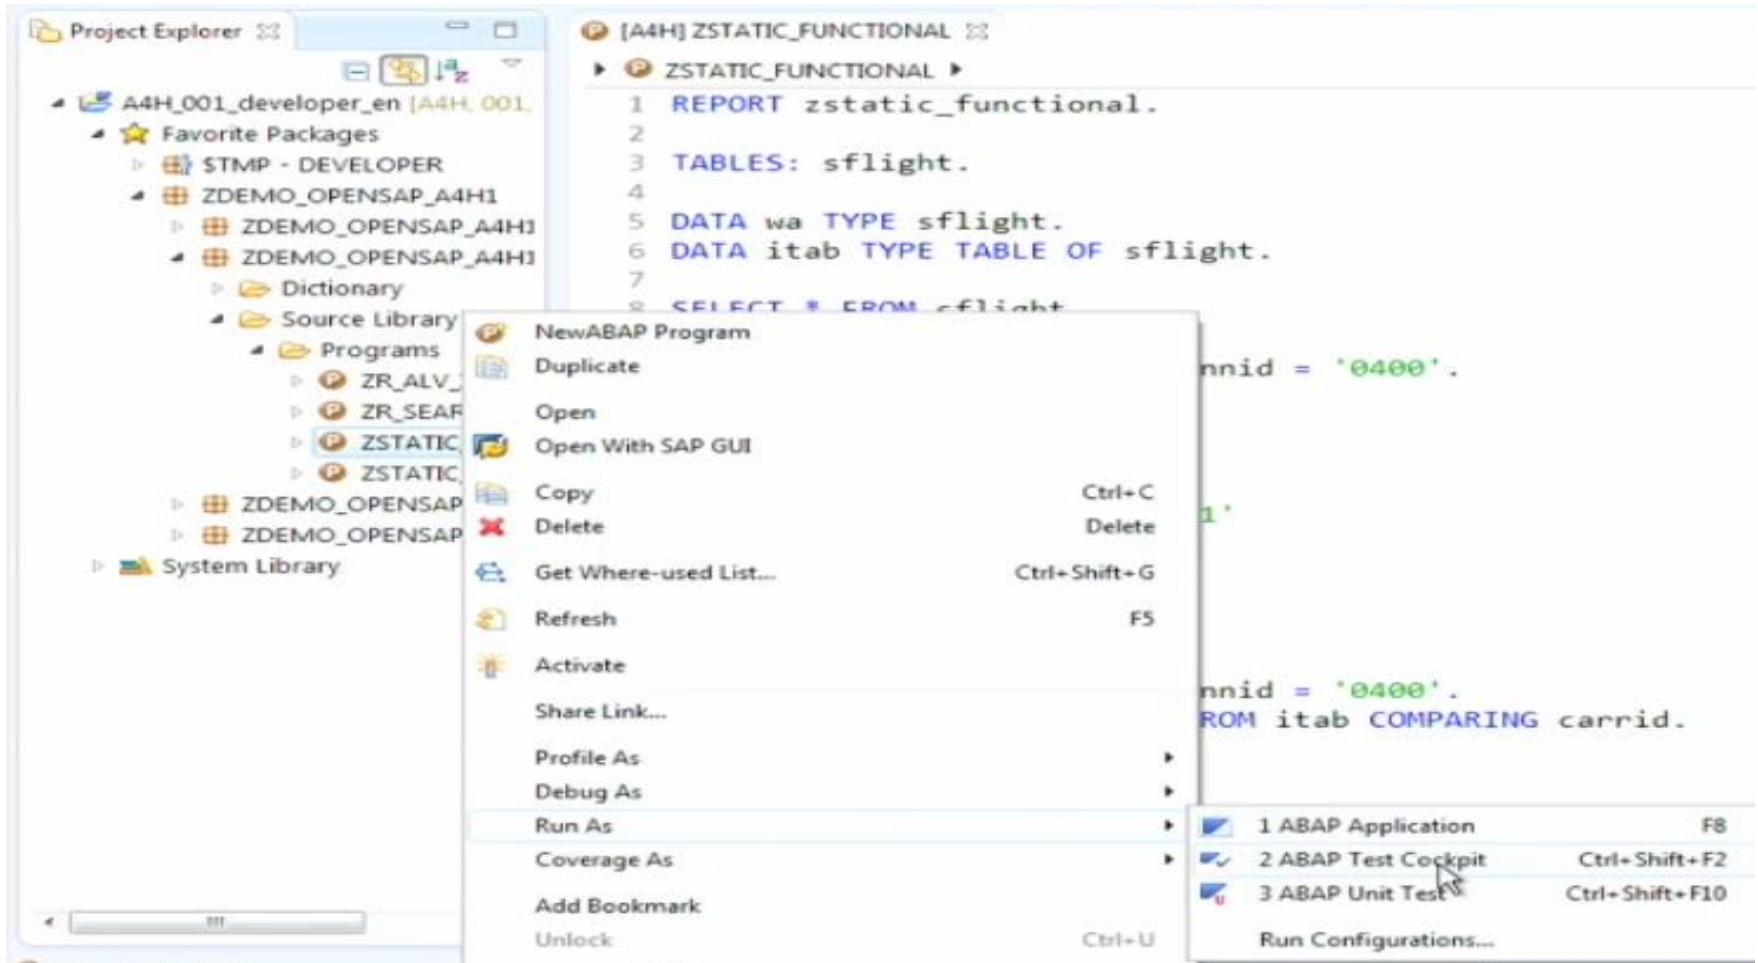 Project Explorer
A4H_001_developer_en [A4H, 001,
Favorite Packages
$TMP - DEVELOPER
ZDEMO_OPENSAP_A4H1
ZDEMO_OPENSAP_A4H1
ZDEMO_OPENSAP_A4H1
Dictionary
Source Library
Programs
ZR_ALV_
ZR_SEAR
ZSTATIC_
ZSTATIC_
ZDEMO_OPENSAP
ZDEMO_OPENSAP
System Library
[A4H] ZSTATIC_FUNCTIONAL
ZSTATIC_FUNCTIONAL
1 REPORT zstatic_functional.
2
3 TABLES: sflight.
4
5 DATA wa TYPE sflight.
6 DATA itab TYPE TABLE OF sflight.
7
8 SELECT * FROM sflight
nnid = '0400'.
1'
nnid = '0400'.
ROM itab COMPARING carrid.
NewABAP Program
Duplicate
Open
Open With SAP GUI
Copy Ctrl+C
Delete Delete
Get Where-used List... Ctrl+Shift+G
Refresh F5
Activate
Share Link...
Profile As
Debug As
Run As
Coverage As
Add Bookmark
Unlock Ctrl+U
1 ABAP Application F8
2 ABAP Test Cockpit Ctrl+Shift+F2
3 ABAP Unit Test Ctrl+Shift+F10
Run Configurations...